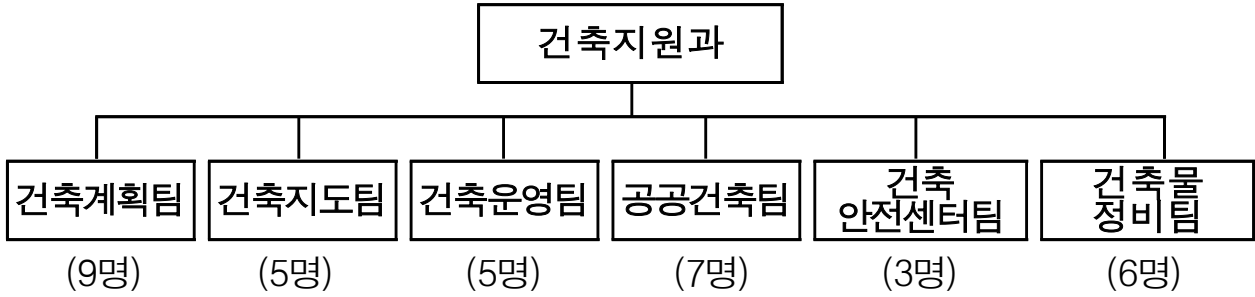 건축지원과
건축계획팀
건축지도팀
건축운영팀
공공건축팀
건축
안전센터팀
건축물
정비팀
(9명)
(5명)
(5명)
(7명)
(3명)
(6명)